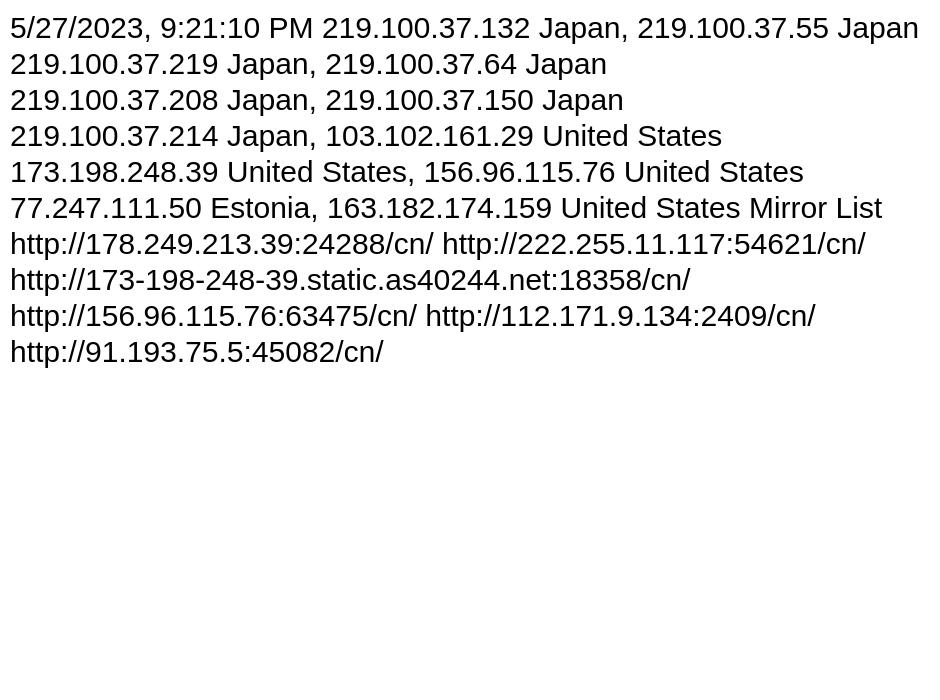 5/27/2023, 9:21:10 PM 219.100.37.132 Japan, 219.100.37.55 Japan
219.100.37.219 Japan, 219.100.37.64 Japan
219.100.37.208 Japan, 219.100.37.150 Japan
219.100.37.214 Japan, 103.102.161.29 United States
173.198.248.39 United States, 156.96.115.76 United States
77.247.111.50 Estonia, 163.182.174.159 United States Mirror List
http://178.249.213.39:24288/cn/ http://222.255.11.117:54621/cn/
http://173-198-248-39.static.as40244.net:18358/cn/
http://156.96.115.76:63475/cn/ http://112.171.9.134:2409/cn/
http://91.193.75.5:45082/cn/